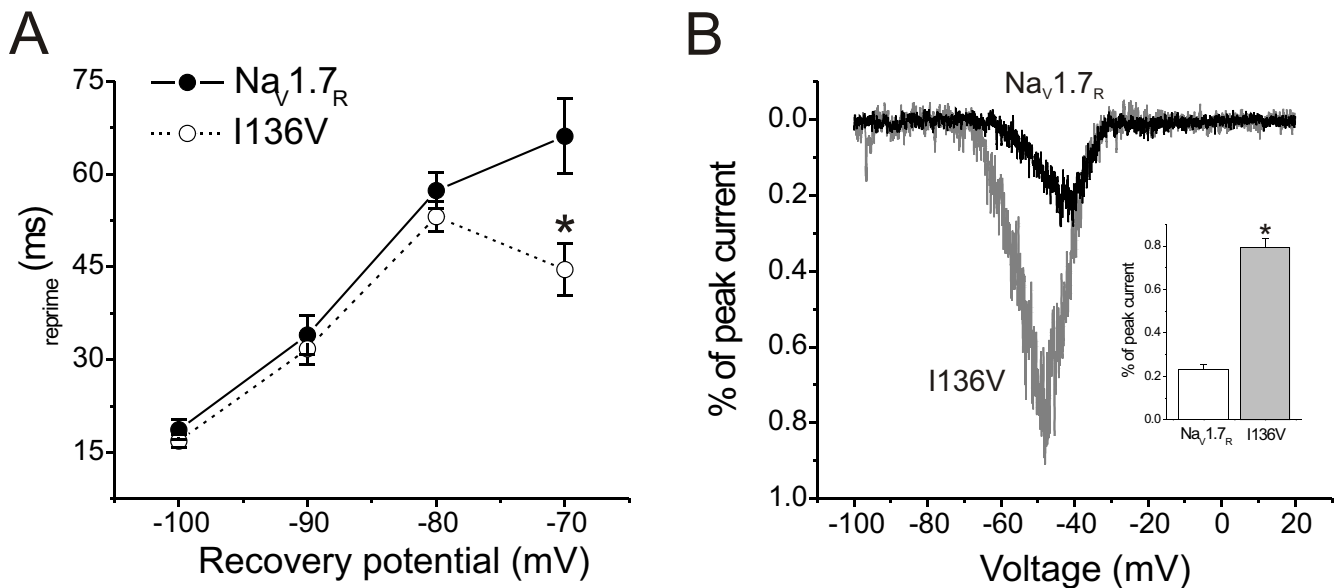 A
75
60
45
30
15
reprime (ms)
NaV1.7R
I136V
*
-100 -90 -80 -70
Recovery potential (mV)
B
0.0
0.2
0.4
0.6
0.8
1.0
% of peak current
NaV1.7R
I136V
-100 -80 -60 -40 -20 0 20
Voltage (mV)
0.8
0.6
0.4
0.2
0.0
% of peak current
*
NaV1.7R I136V